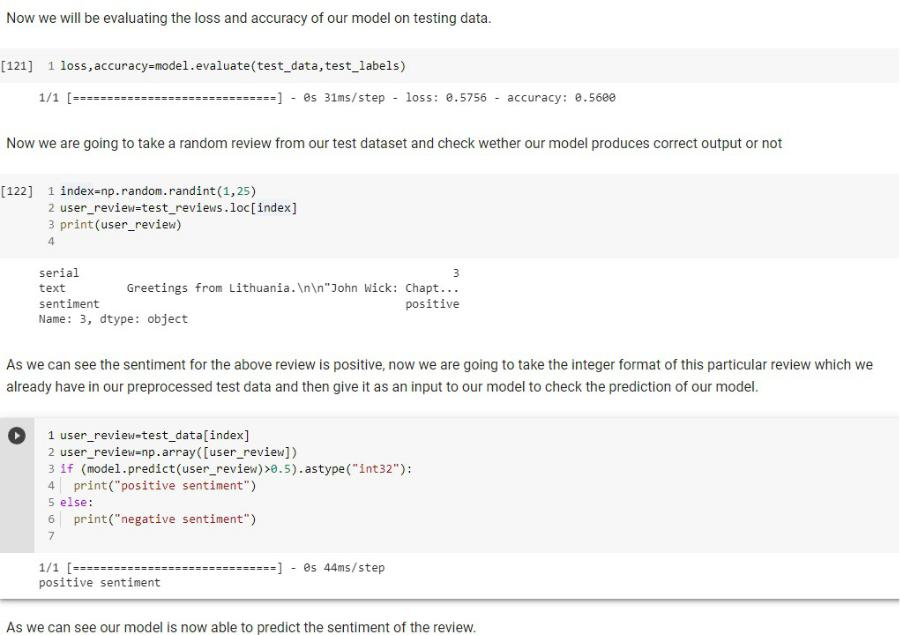 Now we will be evaluating the loss and accuracy of our model on testing data.
[121] 1 loss,accuracy=model.evaluate(test_data,test_labels)
1/1 [==============================] - 0s 31ms/step - loss: 0.5756 - accuracy: 0.5600
Now we are going to take a random review from our test dataset and check wether our model produces correct output or not
[122] 1 index=np.random.randint(1,25)
2 user_review=test_reviews.loc[index]
3 print(user_review)
4
serial 3
text Greetings from Lithuania.\n\n"John Wick: Chapt...
sentiment positive
Name: 3, dtype: object
As we can see the sentiment for the above review is positive, now we are going to take the integer format of this particular review which we
already have in our preprocessed test data and then give it as an input to our model to check the prediction of our model.
1 user_review=test_data[index]
2 user_review=np.array([user_review])
3 if (model.predict(user_review)>0.5).astype("int32"):
4 print("positive sentiment")
5 else:
6 print("negative sentiment")
7
1/1 [==============================] - 0s 44ms/step
positive sentiment
As we can see our model is now able to predict the sentiment of the review.